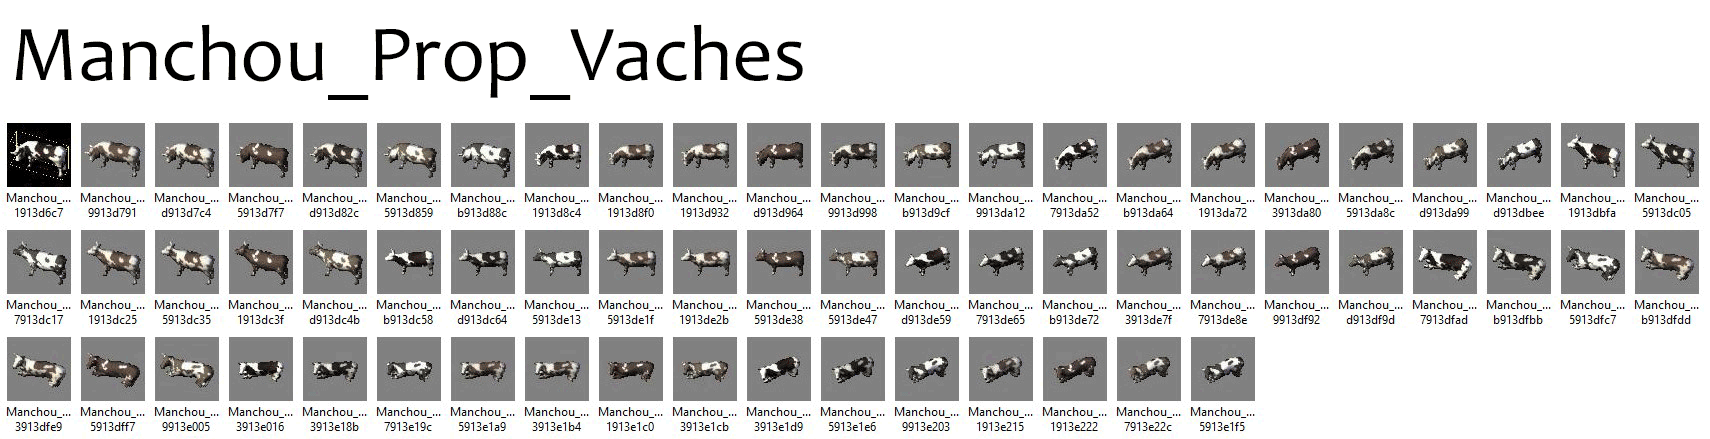 Manchou_Prop_Vaches
Manchou_... Manchou_... Manchou_... Manchou_... Manchou_... Manchou_... Manchou_... Manchou_... Manchou_... Manchou_... Manchou_... Manchou_... Manchou_... Manchou_... Manchou_... Manchou_... Manchou_... Manchou_... Manchou_... Manchou_... Manchou_... Manchou_... Manchou_...
1913d6c7 9913d791 d913d7c4 5913d7f7 d913d82c 5913d859 b913d88c 1913d8c4 1913d8f0 1913d932 d913d964 9913d998 b913d9cf 9913da12 7913da52 b913da64 1913da72 3913da80 5913da8c d913da99 d913dbee 1913dbfa 5913dc05
Manchou_... Manchou_... Manchou_... Manchou_... Manchou_... Manchou_... Manchou_... Manchou_... Manchou_... Manchou_... Manchou_... Manchou_... Manchou_... Manchou_... Manchou_... Manchou_... Manchou_... Manchou_... Manchou_... Manchou_... Manchou_... Manchou_... Manchou_...
7913dc17 1913dc25 5913dc35 1913dc3f d913dc4b b913dc58 d913dc64 5913de13 5913de1f 1913de2b 5913de38 5913de47 d913de59 7913de65 b913de72 3913de7f 7913de8e 9913df92 d913df9d 7913dfad b913dfbb 5913dfc7 b913dfdd
Manchou_... Manchou_... Manchou_... Manchou_... Manchou_... Manchou_... Manchou_... Manchou_... Manchou_... Manchou_... Manchou_... Manchou_... Manchou_... Manchou_... Manchou_... Manchou_... Manchou_...
3913dfe9 5913dff7 9913e005 3913e016 3913e18b 7913e19c 5913e1a9 3913e1b4 1913e1c0 3913e1cb 3913e1d9 5913e1e6 9913e203 1913e215 1913e222 7913e22c 5913e1f5